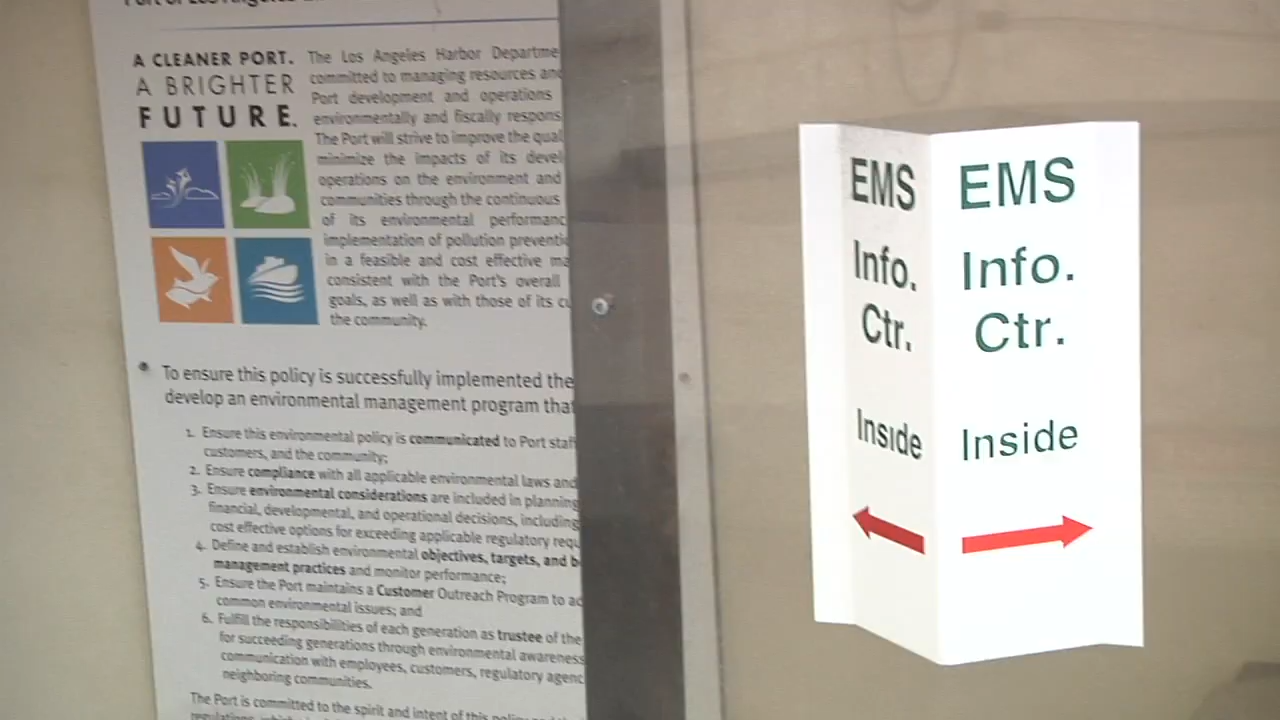 A CLEANER PORT.
A BRIGHTER
FUTURE.
The Los Angeles Harbor Departme
committed to managing resources and
Port development and operations
environmentally and fiscally respons
The Port will strive to improve the qual
minimize the impacts of its devel
operations on the environment and
communities through the continuous
of its environmental performanc
implementation of pollution preventi
in a feasible and cost effective ma
consistent with the Port's overall
goals, as well as with those of its cu
the community.
To ensure this policy is successfully implemented the
develop an environmental management program that
1. Ensure this environmental policy is communicated to Port staff
customers, and the community;
2. Ensure compliance with all applicable environmental laws and
3. Ensure environmental considerations are included in planning
financial, developmental, and operational decisions, including
cost effective options for exceeding applicable regulatory requ
4. Define and establish environmental objectives, targets, and b
management practices and monitor performance;
5. Ensure the Port maintains a Customer Outreach Program to ad
common environmental issues; and
6. Fulfill the responsibilities of each generation as trustee of the
for succeeding generations through environmental awareness
communication with employees, customers, regulatory agenc
neighboring communities.
The Port is committed to the spirit and intent of this policy and
EMS
Info.
Ctr.
Inside
EMS
Info.
Ctr.
Inside